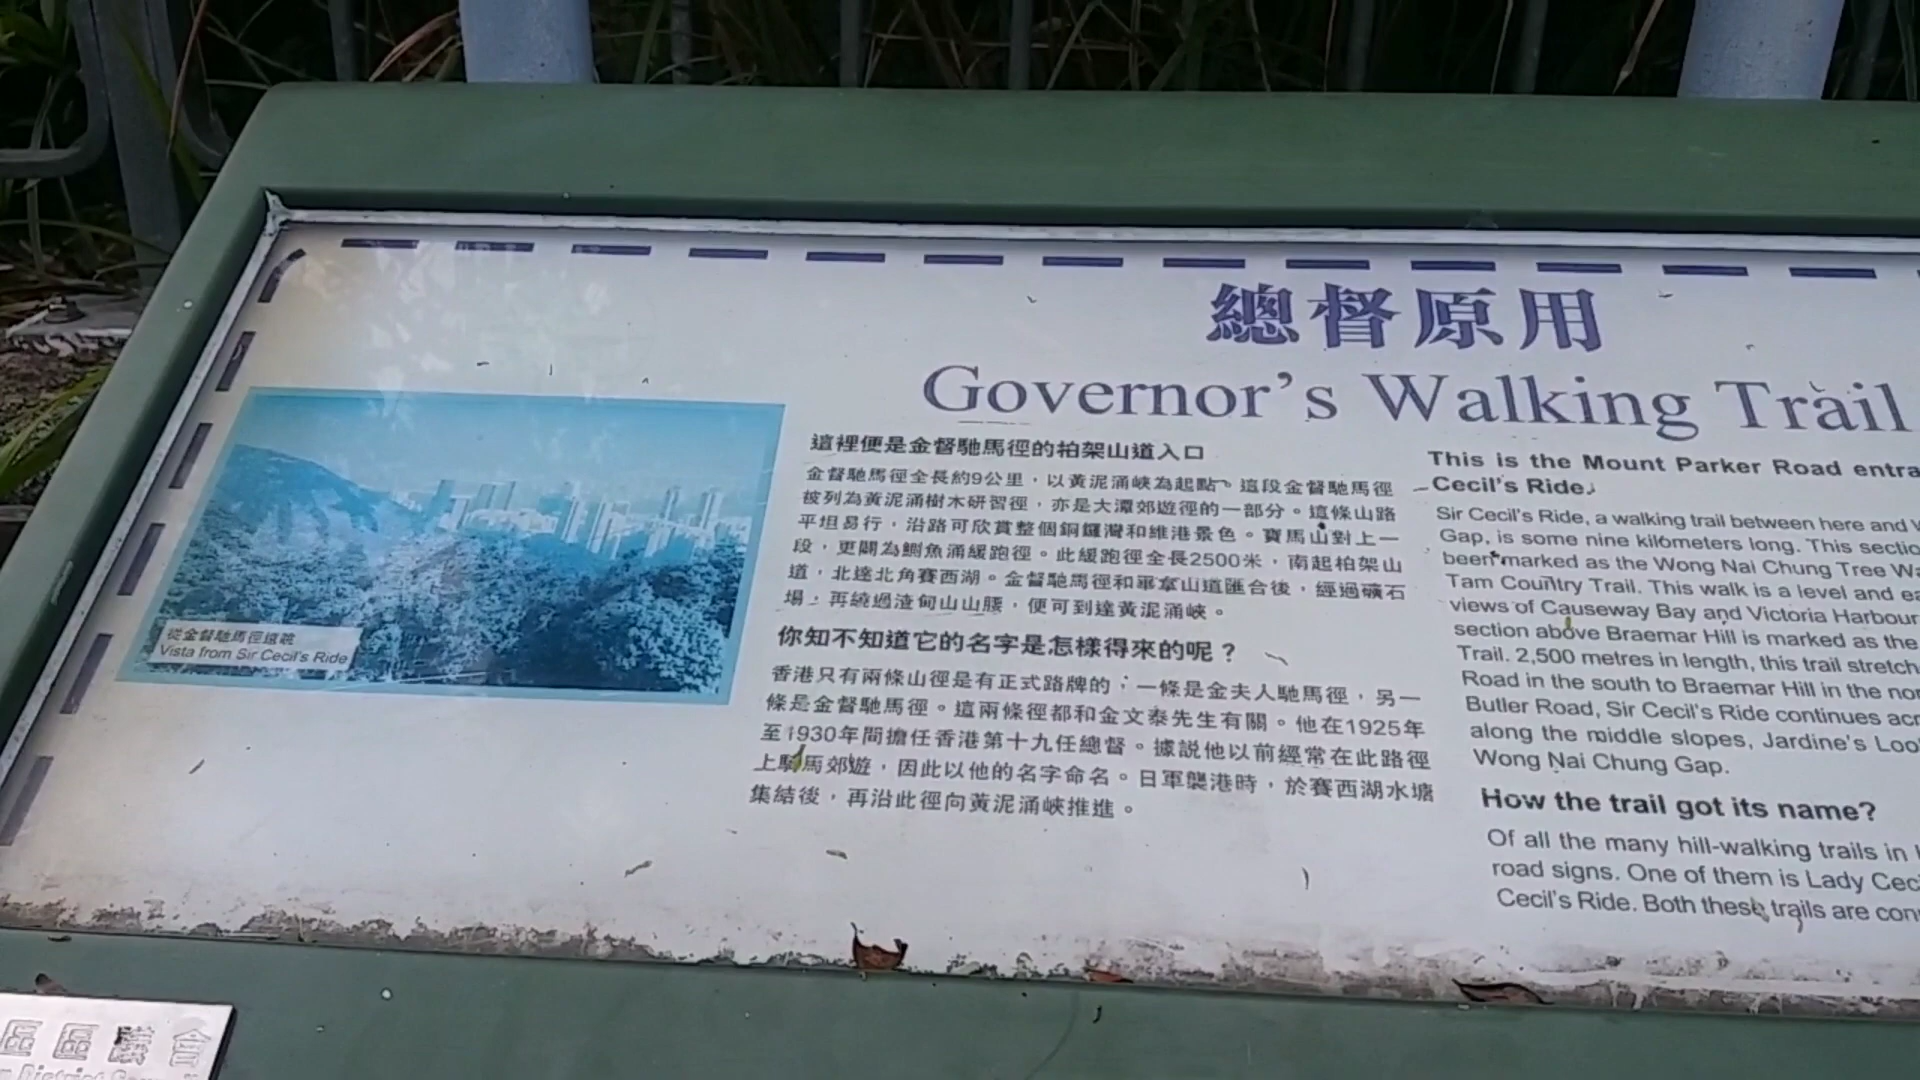 總督原用
Governor's Walking Trail
這裡便是金督馳馬徑的柏架山道入口
金督馳馬徑全長約9公里，以黃泥涌峽為起點。這段金督馳馬徑
被列為黃泥涌樹木研習徑，亦是大潭郊遊徑的一部分。這條山路
平坦易行，沿路可欣賞整個銅鑼灣和維港景色。寶馬山對上一
段，更闢為鰂魚涌緩跑徑。此緩跑徑全長2500米，南起柏架山
道，北達北角賽西湖。金督馳馬徑和畢拿山道匯合後，經過礦石
場，再繞過渣甸山山腰，便可到達黃泥涌峽。
你知不知道它的名字是怎樣得來的呢？
香港只有兩條山徑是有正式路牌的，一條是金夫人馳馬徑，另一
條是金督馳馬徑。這兩條徑都和金文泰先生有關。他在1925年
至1930年間擔任香港第十九任總督。據説他以前經常在此路徑
上騎馬郊遊，因此以他的名字命名。日軍襲港時，於賽西湖水塘
集結後，再沿此徑向黃泥涌峽推進。
This is the Mount Parker Road
Cecil's Ride.
Sir Cecil's Ride, a walking trail between here and
Gap, is some nine kilometers long. This
been marked as the Wong Nai Chung Tree
Tam Country Trail. This walk is a level and
views of Causeway Bay and Victoria Harbour
section above Braemar Hill is marked as the
Trail. 2,500 metres in length, this trail
Road in the south to Braemar Hill in the
Butler Road, Sir Cecil's Ride continues
along the middle slopes, Jardine's
Wong Nai Chung Gap.
How the trail got its name?
Of all the many hill-walking trails in
road signs. One of them is Lady
Cecil's Ride. Both these trails are
從金督馳馬徑遠眺
Vista from Sir Cecil's Ride
區區議會
District